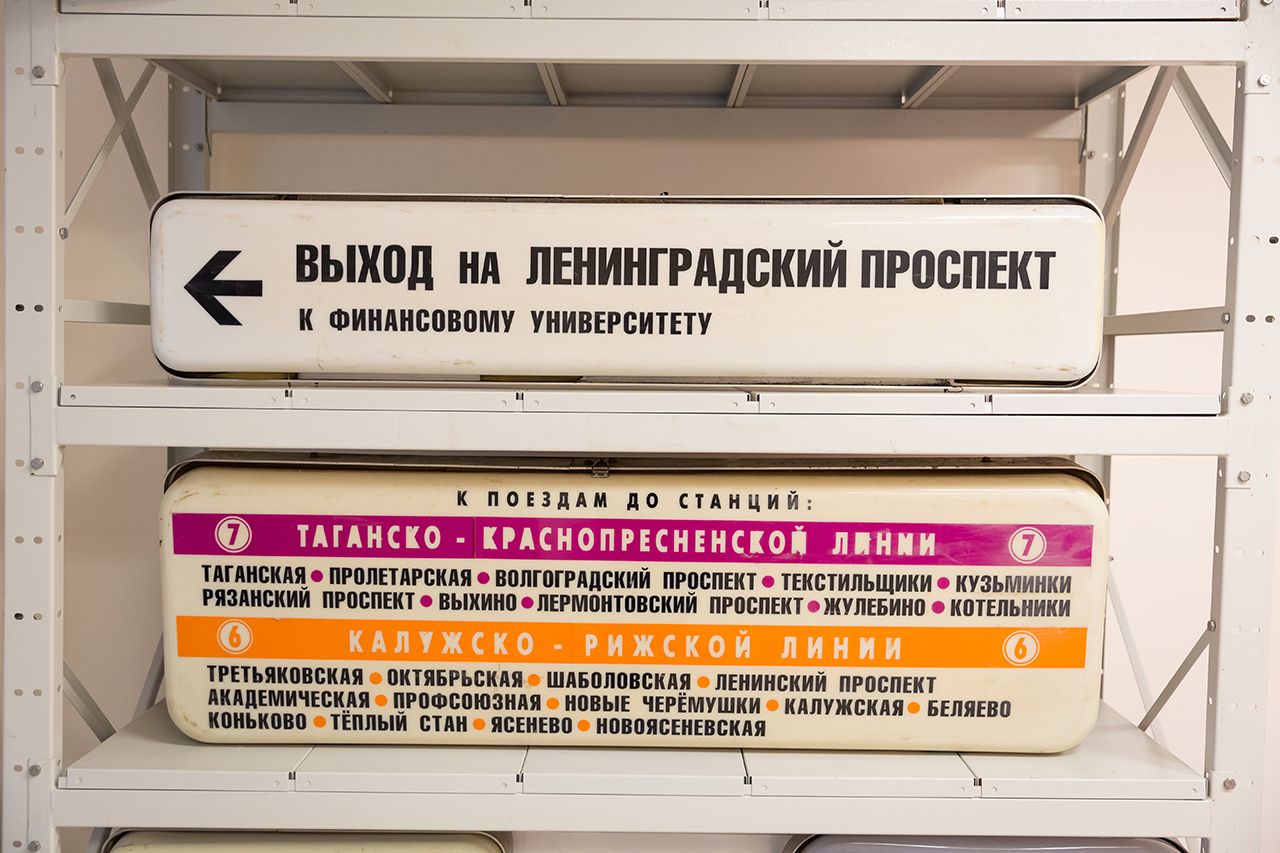 ВЫХОД НА ЛЕНИНГРАДСКИЙ ПРОСПЕКТ
К ФИНАНСОВОМУ УНИВЕРСИТЕТУ
К ПОЕЗДАМ ДО СТАНЦИЙ:
7 ТАГАНСКО - КРАСНОПРЕСНЕНСКОЙ ЛИНИИ 7
ТАГАНСКАЯ • ПРОЛЕТАРСКАЯ • ВОЛГОГРАДСКИЙ ПРОСПЕКТ • ТЕКСТИЛЬЩИКИ • КУЗЬМИНКИ
РЯЗАНСКИЙ ПРОСПЕКТ • ВЫХИНО • ЛЕРМОНТОВСКИЙ ПРОСПЕКТ • ЖУЛЕБИНО • КОТЕЛЬНИКИ
6 КАЛУЖСКО - РИЖСКОЙ ЛИНИИ 6
ТРЕТЬЯКОВСКАЯ • ОКТЯБРЬСКАЯ • ШАБОЛОВСКАЯ • ЛЕНИНСКИЙ ПРОСПЕКТ
АКАДЕМИЧЕСКАЯ • ПРОФСОЮЗНАЯ • НОВЫЕ ЧЕРЁМУШКИ • КАЛУЖСКАЯ • БЕЛЯЕВО
КОНЬКОВО • ТЁПЛЫЙ СТАН • ЯСЕНЕВО • НОВОЯСЕНЕВСКАЯ